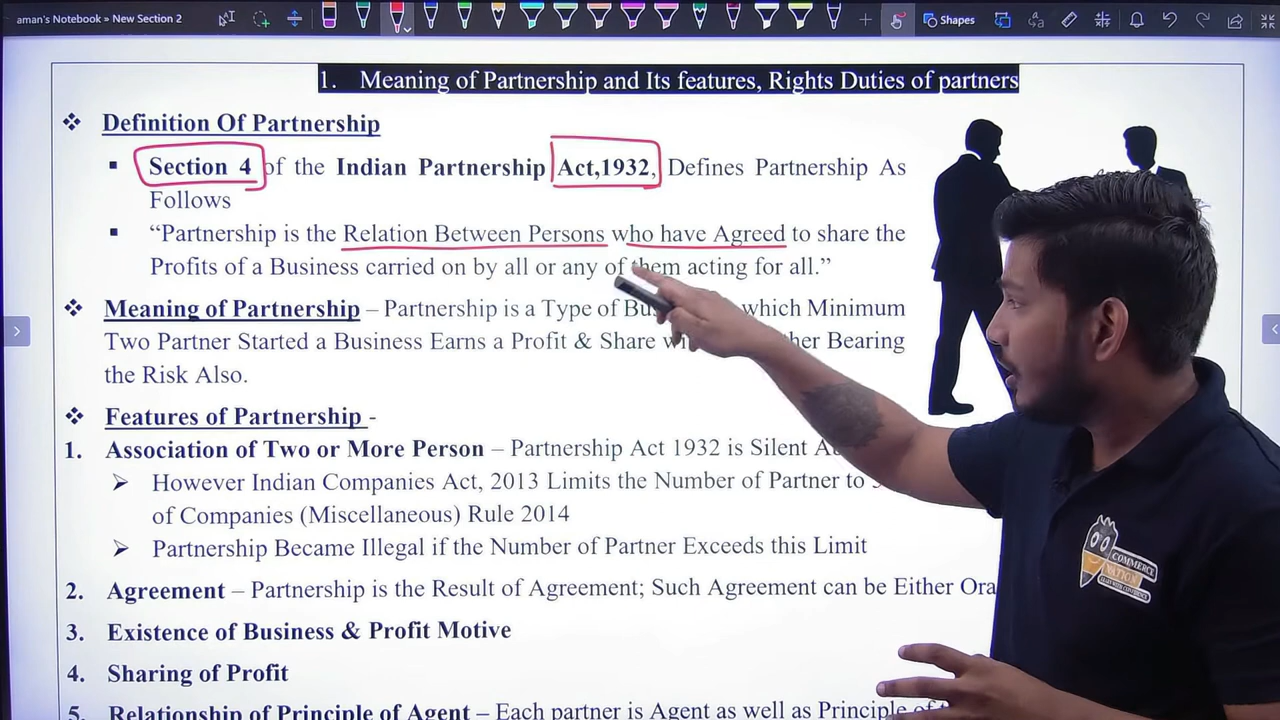 aman's Notebook » New Section 2
Shapes
1. Meaning of Partnership and Its features, Rights Duties of partners
❖ Definition Of Partnership
▪ Section 4 of the Indian Partnership Act,1932, Defines Partnership As
Follows
▪ “Partnership is the Relation Between Persons who have Agreed to share the
Profits of a Business carried on by all or any of them acting for all.”
❖ Meaning of Partnership – Partnership is a Type of which Minimum
Two Partner Started a Business Earns a Profit & Share Bearing
the Risk Also.
❖ Features of Partnership -
1. Association of Two or More Person – Partnership Act 1932 is Silent
➢ However Indian Companies Act, 2013 Limits the Number of Partner to
of Companies (Miscellaneous) Rule 2014
➢ Partnership Became Illegal if the Number of Partner Exceeds this Limit
2. Agreement – Partnership is the Result of Agreement; Such Agreement can be Either
3. Existence of Business & Profit Motive
4. Sharing of Profit
5. Relationship of Principle of Agent – Each partner is Agent as well as Principle of
COMMERCE
NATION